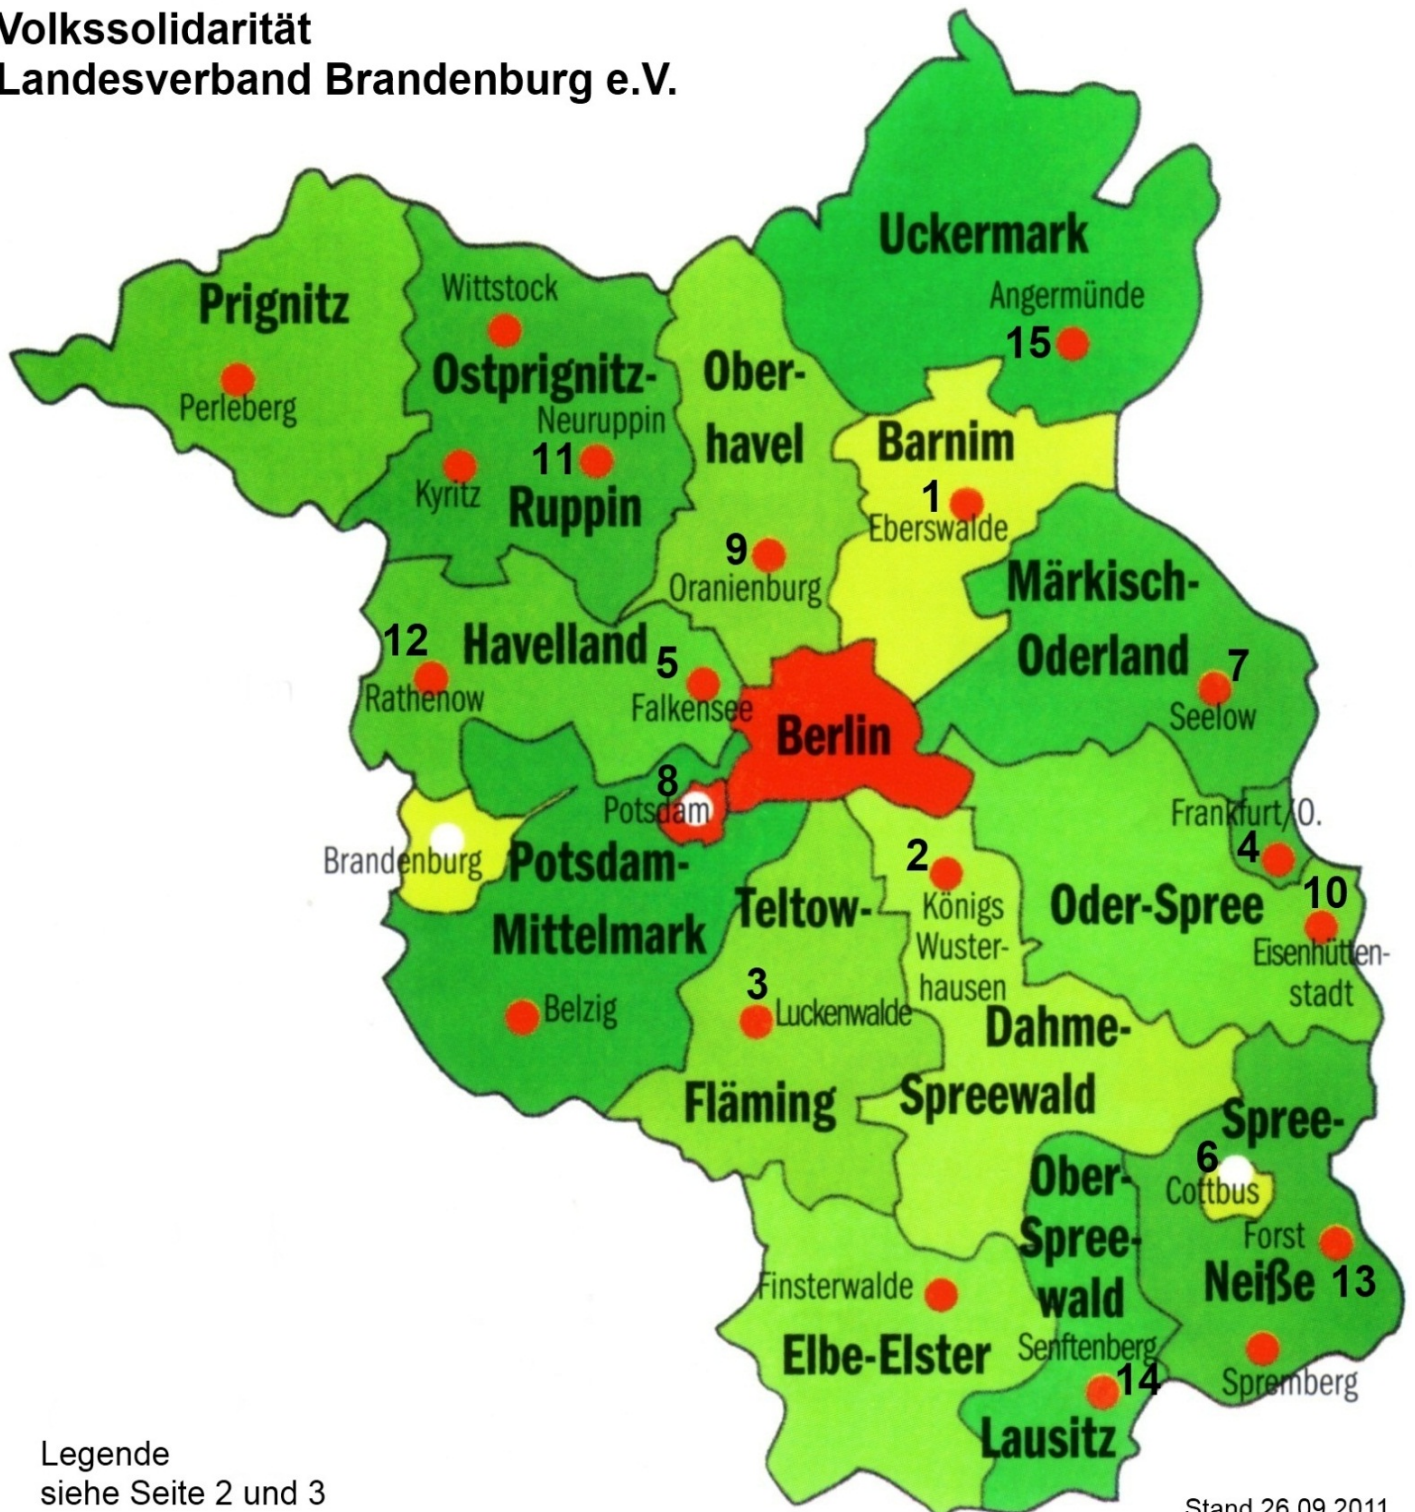 Volkssolidarität
Landesverband Brandenburg e.V.
Uckermark
Angermünde
15
Prignitz
Perleberg
Wittstock
Ostprignitz-
Neuruppin
11
Kyritz
Ruppin
Ober-
havel
9
Oranienburg
Barnim
1
Eberswalde
Märkisch-
Oderland
7
Seelow
12
Havelland
5
Rathenow
Falkensee
Berlin
8
Potsdam
Brandenburg
Potsdam-
Mittelmark
Belzig
Teltow-
3
Luckenwalde
Fläming
2
Königs
Wuster-
hausen
Dahme-
Spreewald
Frankfurt/O.
4
10
Oder-Spree
Eisenhütten-
stadt
Spree-
6
Cottbus
Forst
Neiße 13
Spremberg
Ober-
Spree-
wald
Senftenberg
14
Lausitz
Finsterwalde
Elbe-Elster
Legende
siehe Seite 2 und 3
Stand 26.09.2011